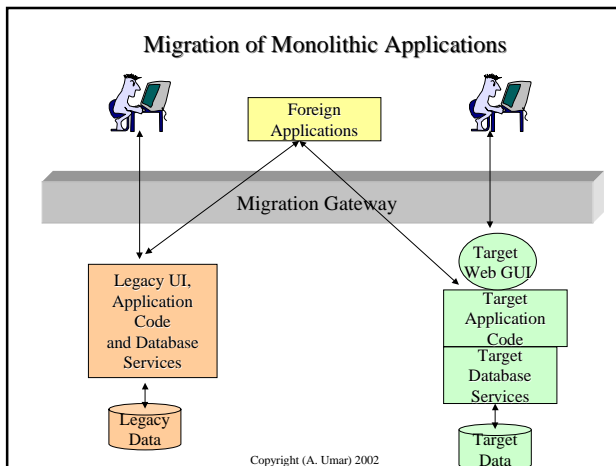 Migration of Monolithic Applications
Foreign
Applications
Migration Gateway
Legacy UI,
Application
Code
and Database
Services
Legacy
Data
Target
Web GUI
Target
Application
Code
Target
Database
Services
Target
Data
Copyright (A. Umar) 2002